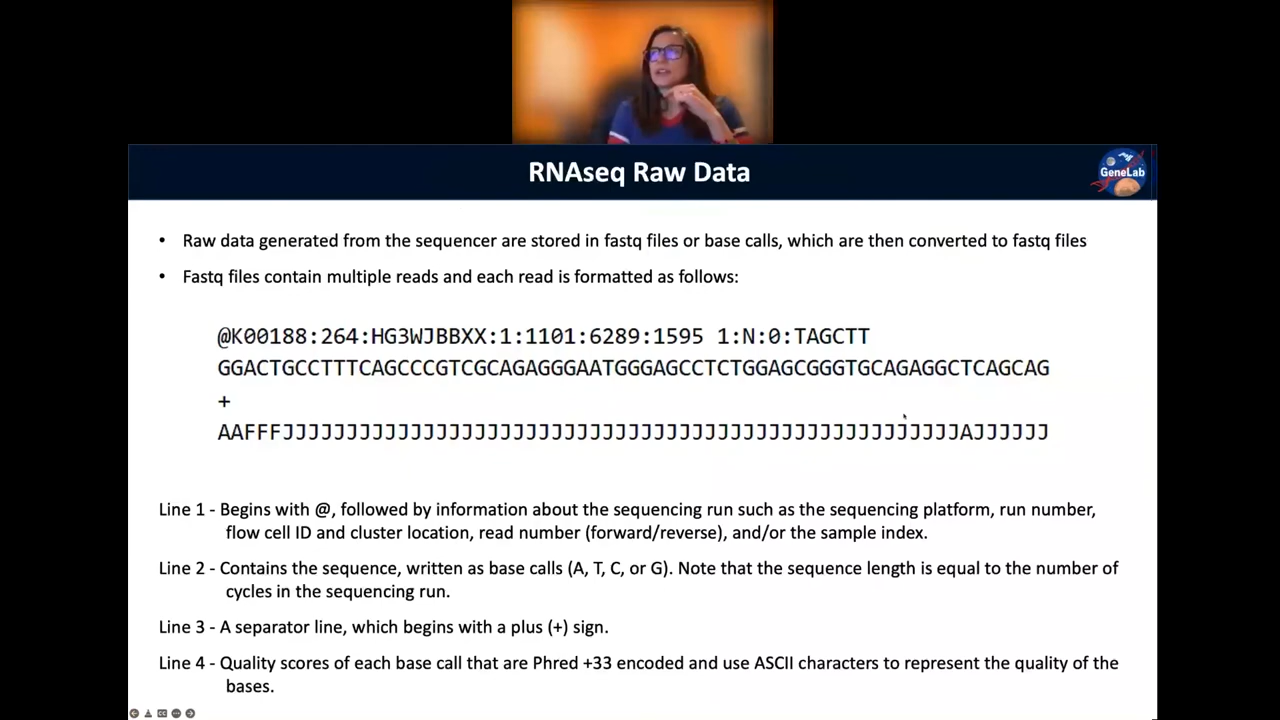 RNAseq Raw Data
GeneLab
• Raw data generated from the sequencer are stored in fastq files or base calls, which are then converted to fastq files
• Fastq files contain multiple reads and each read is formatted as follows:
@K00188:264:HG3WJBBXX:1:1101:6289:1595 1:N:0:TAGCTT
GGACTGCCTTTCAGCCCGTCGCAGAGGGAATGGGAGCCTCTGGAGCGGGTGCAGAGGCTCAGCAG
+
AAFFFJJJJJJJJJJJJJJJJJJJJJJJJJJJJJJJJJJJJJJJJJJJJJJJJJJJJJAJJJJJJ
Line 1 - Begins with @, followed by information about the sequencing run such as the sequencing platform, run number,
flow cell ID and cluster location, read number (forward/reverse), and/or the sample index.
Line 2 - Contains the sequence, written as base calls (A, T, C, or G). Note that the sequence length is equal to the number of
cycles in the sequencing run.
Line 3 - A separator line, which begins with a plus (+) sign.
Line 4 - Quality scores of each base call that are Phred +33 encoded and use ASCII characters to represent the quality of the
bases.